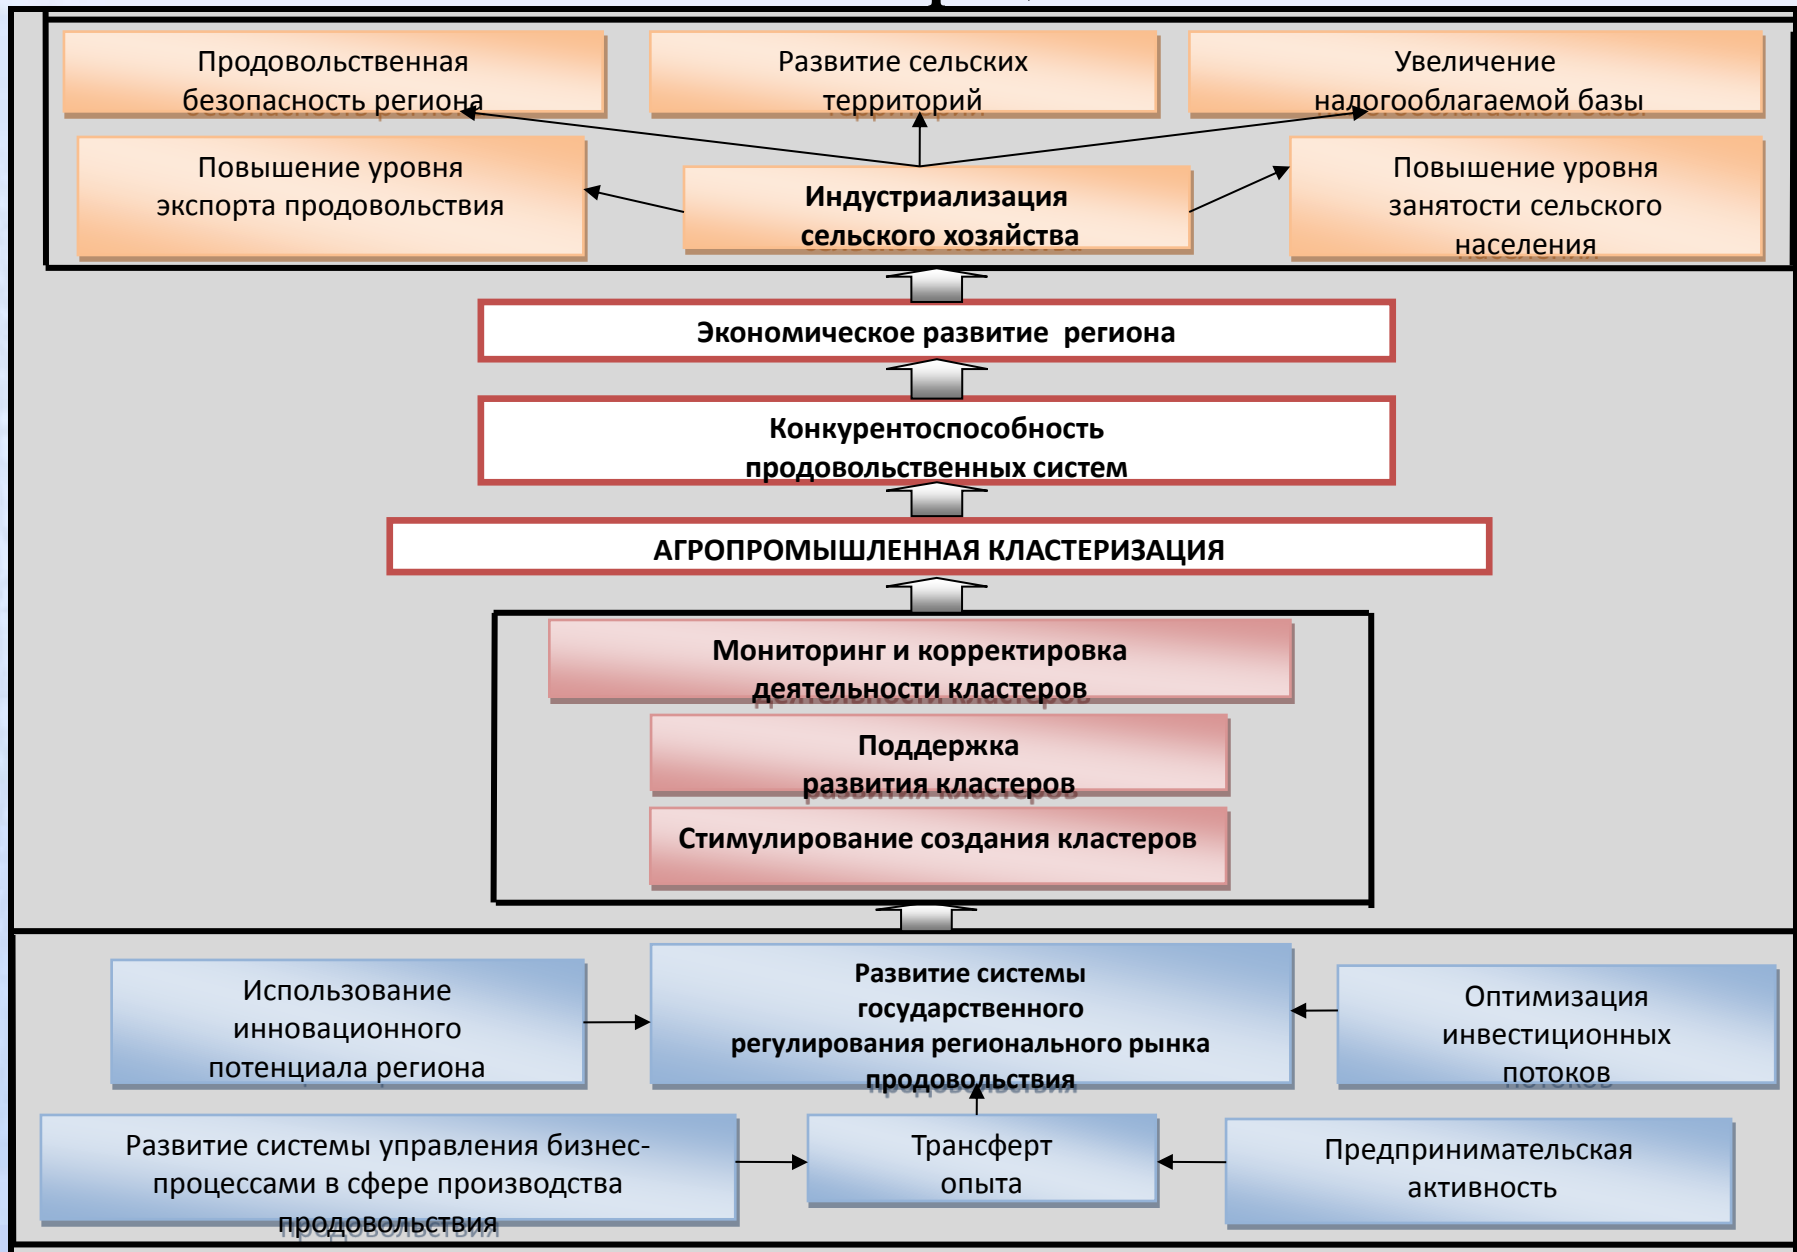 Продовольственная
безопасность региона
Развитие сельских
территорий
Увеличение
налогооблагаемой базы
Повышение уровня
экспорта продовольствия
Индустриализация
сельского хозяйства
Повышение уровня
занятости сельского
населения
Экономическое развитие региона
Конкурентоспособность
продовольственных систем
АГРОПРОМЫШЛЕННАЯ КЛАСТЕРИЗАЦИЯ
Мониторинг и корректировка
деятельности кластеров
Поддержка
развития кластеров
Стимулирование создания кластеров
Использование
инновационного
потенциала региона
Развитие системы
государственного
регулирования регионального рынка
продовольствия
Оптимизация
инвестиционных
потоков
Развитие системы управления бизнес-
процессами в сфере производства
продовольствия
Трансферт
опыта
Предпринимательская
активность